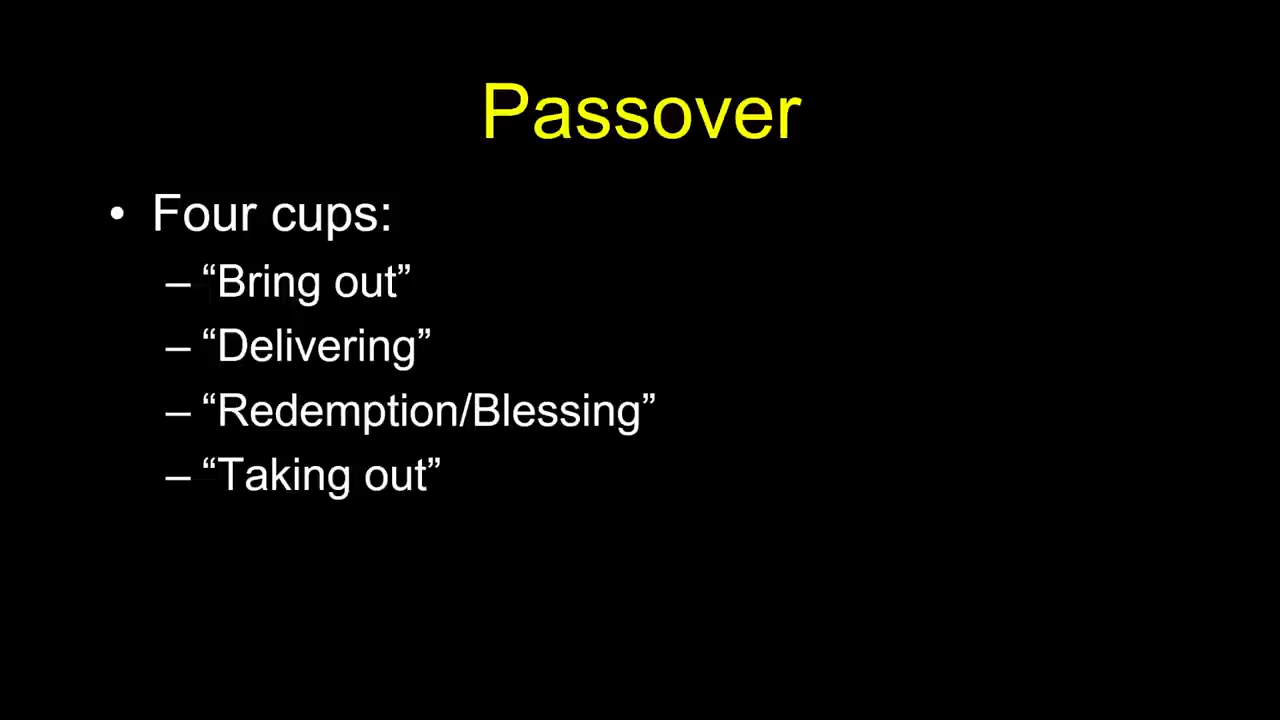 Passover
• Four cups:
– “Bring out”
– “Delivering”
– “Redemption/Blessing”
– “Taking out”